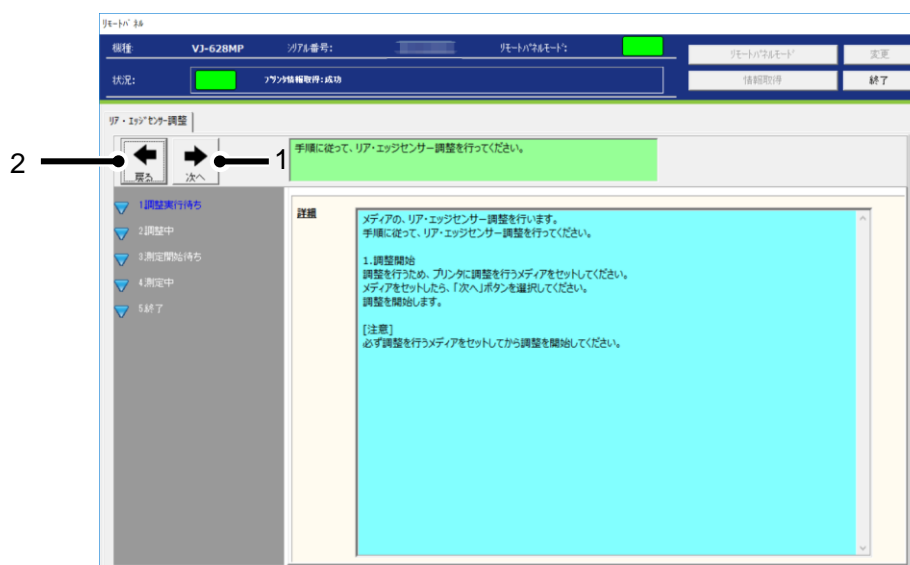 リモートパネル
機種: VJ-628MP シリアル番号: リモートパネルモード:
リモートパネルモード 変更
状況: プリンタ情報取得:成功
情報取得 終了
リア・エッジセンサー調整
2
戻る
次へ
1
手順に従って、リア・エッジセンサー調整を行ってください。
1.調整実行待ち
2.調整中
3.測定開始待ち
4.測定中
5.終了
詳細
メディアの、リア・エッジセンサー調整を行います。
手順に従って、リア・エッジセンサー調整を行ってください。
1.調整開始
調整を行うため、プリンタに調整を行うメディアをセットしてください。
メディアをセットしたら、「次へ」ボタンを選択してください。
調整を開始します。
[注意]
必ず調整を行うメディアをセットしてから調整を開始してください。